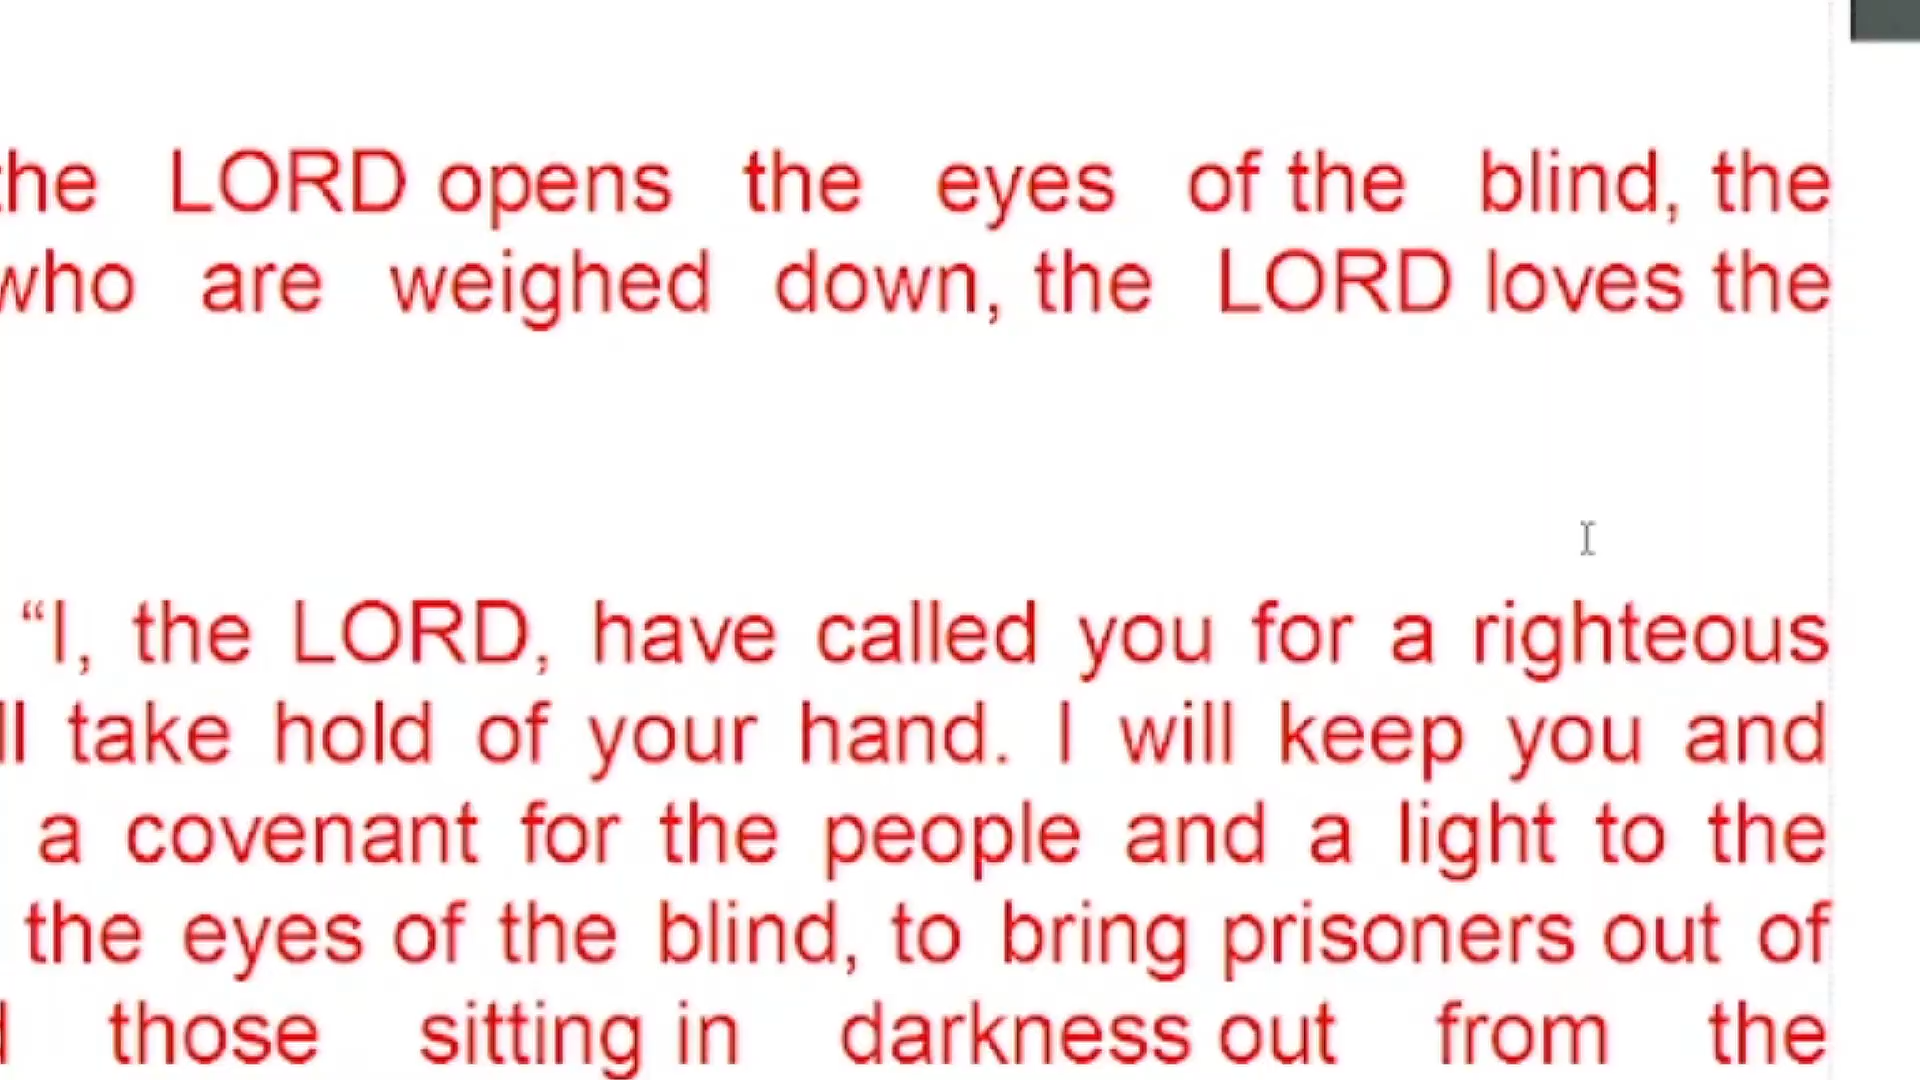 the LORD opens the eyes of the blind, the
who are weighed down, the LORD loves the
“I, the LORD, have called you for a righteous
take hold of your hand. I will keep you and
a covenant for the people and a light to the
the eyes of the blind, to bring prisoners out of
those sitting in darkness out from the